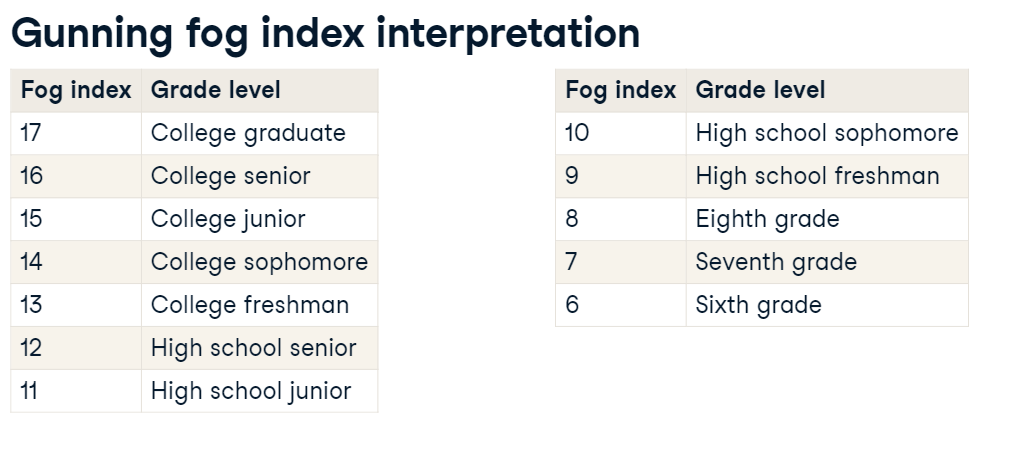 Gunning fog index interpretation
Fog index Grade level
17 College graduate
16 College senior
15 College junior
14 College sophomore
13 College freshman
12 High school senior
11 High school junior
Fog index Grade level
10 High school sophomore
9 High school freshman
8 Eighth grade
7 Seventh grade
6 Sixth grade